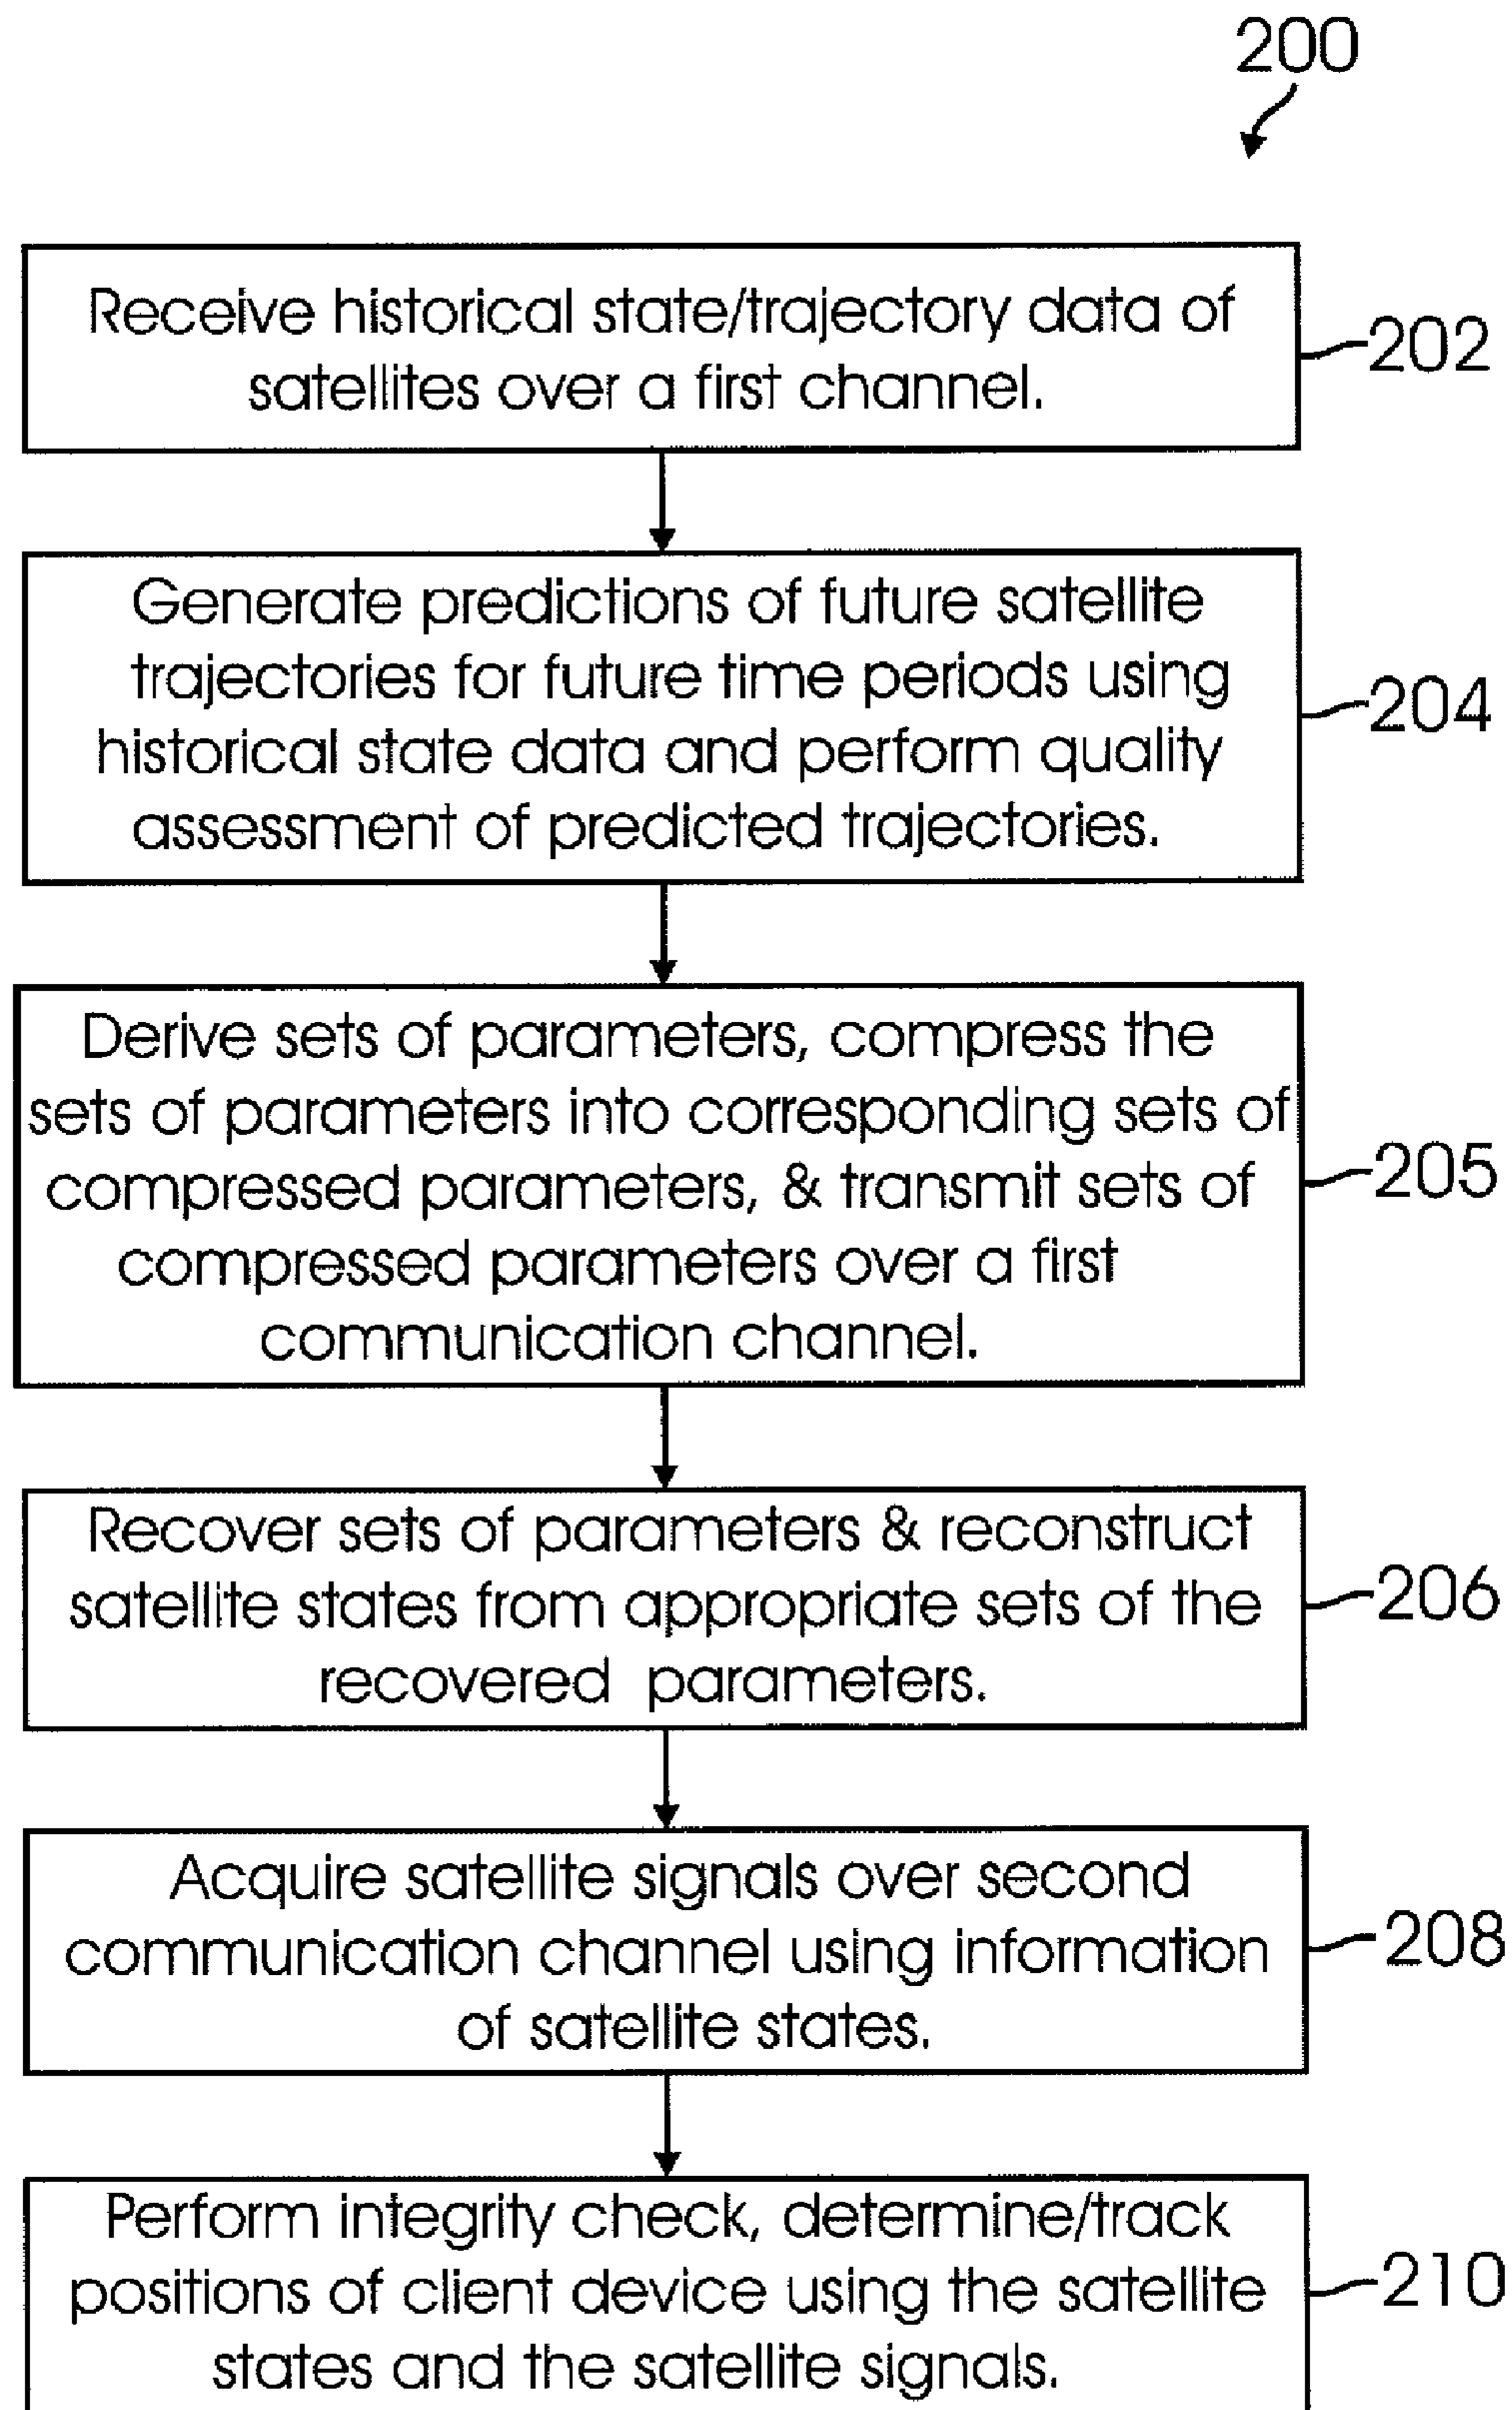 200
Receive historical state/trajectory data of
satellites over a first channel.
202
Generate predictions of future satellite
trajectories for future time periods using
historical state data and perform quality
assessment of predicted trajectories.
204
Derive sets of parameters, compress the
sets of parameters into corresponding sets of
compressed parameters, & transmit sets of
compressed parameters over a first
communication channel.
205
Recover sets of parameters & reconstruct
satellite states from appropriate sets of the
recovered parameters.
206
Acquire satellite signals over second
communication channel using information
of satellite states.
208
Perform integrity check, determine/track
positions of client device using the satellite
states and the satellite signals.
210